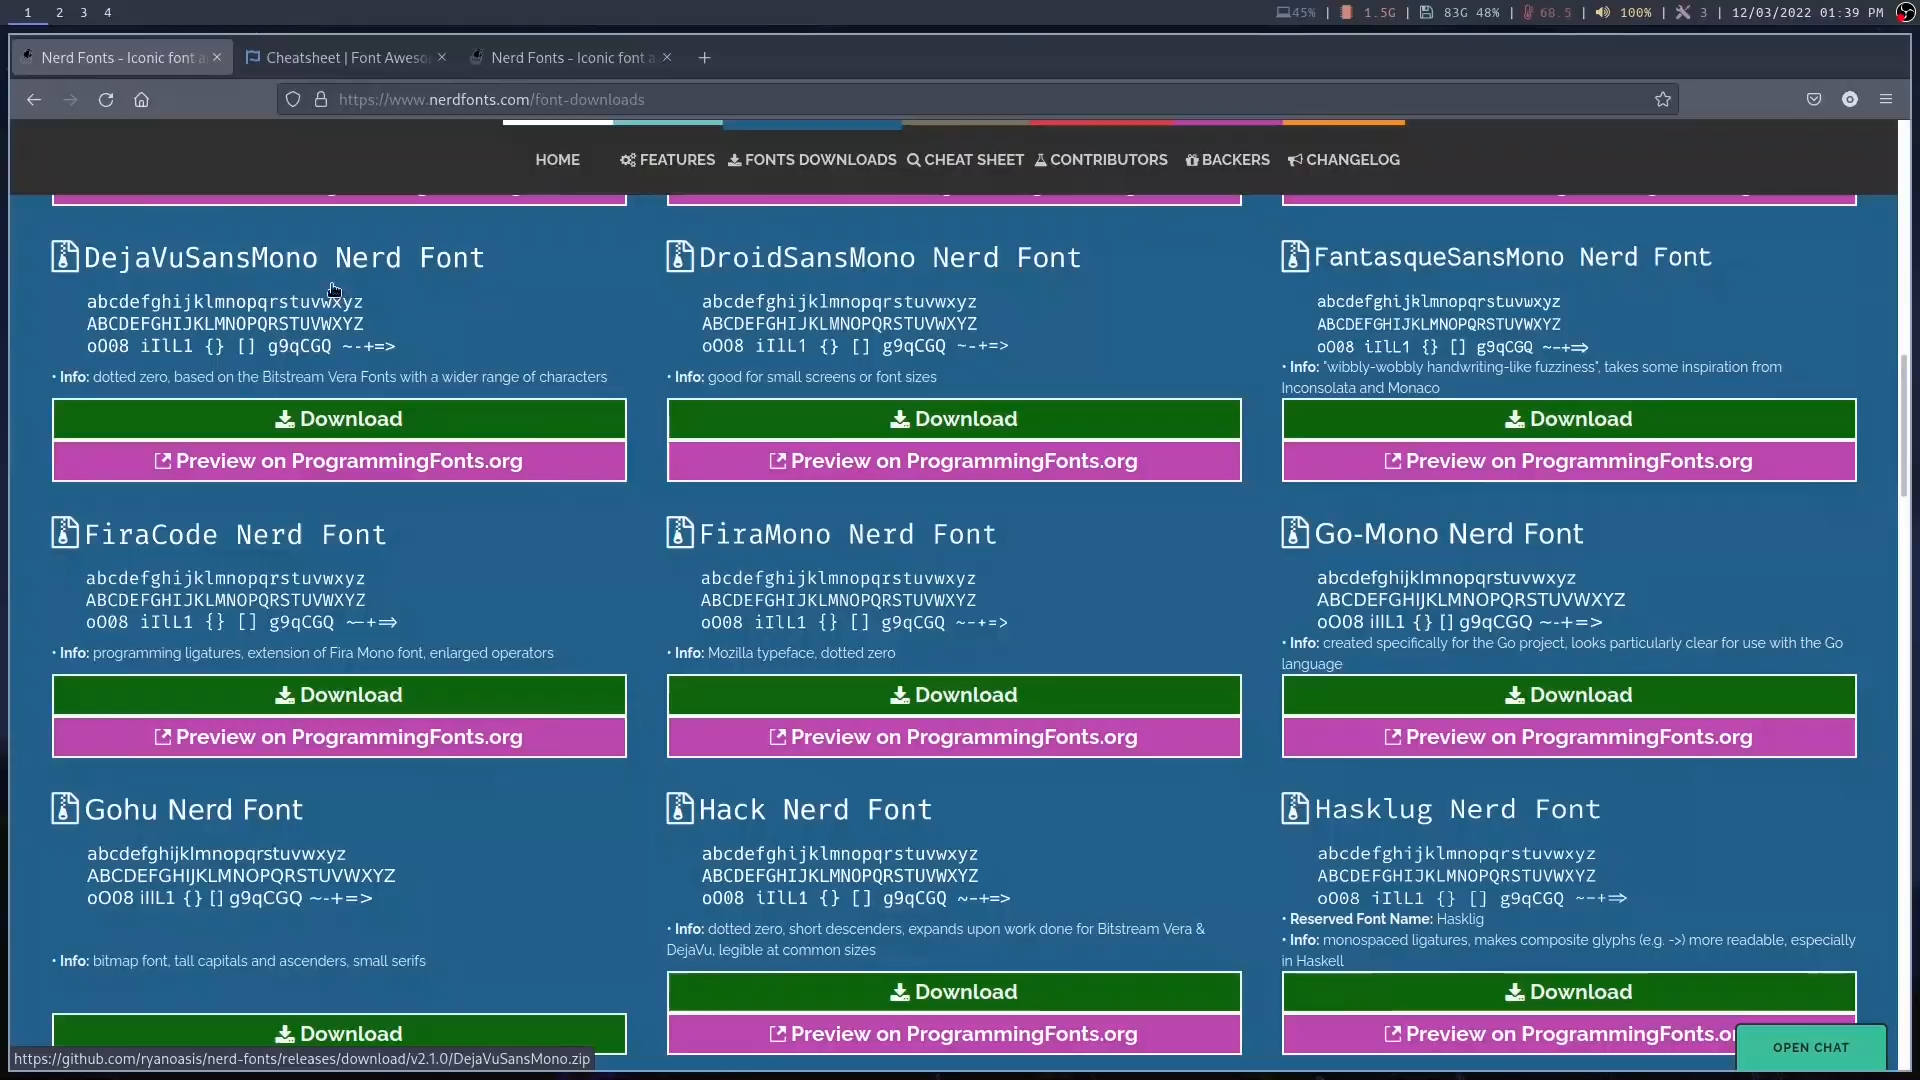 1 2 3 4
45% | 1.5G | 83G 48% | 68.5 | 100% | 3 | 12/03/2022 01:39 PM
Nerd Fonts - Iconic font a
Cheatsheet | Font Aweso
Nerd Fonts - Iconic font a
https://www.nerdfonts.com/font-downloads
HOME FEATURES FONTS DOWNLOADS CHEAT SHEET CONTRIBUTORS BACKERS CHANGELOG
DejaVuSansMono Nerd Font
abcdefghijklmnopqrstuvwxyz
ABCDEFGHIJKLMNOPQRSTUVWXYZ
oO08 iIlL1 {} [] g9qCGQ ~-+=>
• Info: dotted zero, based on the Bitstream Vera Fonts with a wider range of characters
Download
Preview on ProgrammingFonts.org
DroidSansMono Nerd Font
abcdefghijklmnopqrstuvwxyz
ABCDEFGHIJKLMNOPQRSTUVWXYZ
oO08 iIlL1 {} [] g9qCGQ ~-+=>
• Info: good for small screens or font sizes
Download
Preview on ProgrammingFonts.org
FantasqueSansMono Nerd Font
abcdefghijklmnopqrstuvwxyz
ABCDEFGHIJKLMNOPQRSTUVWXYZ
oO08 iIlL1 {} [] g9qCGQ ~-+=>
• Info: "wibbly-wobbly handwriting-like fuzziness", takes some inspiration from
Inconsolata and Monaco
Download
Preview on ProgrammingFonts.org
FiraCode Nerd Font
abcdefghijklmnopqrstuvwxyz
ABCDEFGHIJKLMNOPQRSTUVWXYZ
oO08 iIlL1 {} [] g9qCGQ ~-+=>
• Info: programming ligatures, extension of Fira Mono font, enlarged operators
Download
Preview on ProgrammingFonts.org
FiraMono Nerd Font
abcdefghijklmnopqrstuvwxyz
ABCDEFGHIJKLMNOPQRSTUVWXYZ
oO08 iIlL1 {} [] g9qCGQ ~-+=>
• Info: Mozilla typeface, dotted zero
Download
Preview on ProgrammingFonts.org
Go-Mono Nerd Font
abcdefghijklmnopqrstuvwxyz
ABCDEFGHIJKLMNOPQRSTUVWXYZ
oO08 iIlL1 {} [] g9qCGQ ~-+=>
• Info: created specifically for the Go project, looks particularly clear for use with the Go
language
Download
Preview on ProgrammingFonts.org
Gohu Nerd Font
abcdefghijklmnopqrstuvwxyz
ABCDEFGHIJKLMNOPQRSTUVWXYZ
oO08 iIlL1 {} [] g9qCGQ ~-+=>
• Info: bitmap font, tall capitals and ascenders, small serifs
Download
Hack Nerd Font
abcdefghijklmnopqrstuvwxyz
ABCDEFGHIJKLMNOPQRSTUVWXYZ
oO08 iIlL1 {} [] g9qCGQ ~-+=>
• Info: dotted zero, short descenders, expands upon work done for Bitstream Vera &
DejaVu, legible at common sizes
Download
Preview on ProgrammingFonts.org
Hasklug Nerd Font
abcdefghijklmnopqrstuvwxyz
ABCDEFGHIJKLMNOPQRSTUVWXYZ
oO08 iIlL1 {} [] g9qCGQ ~-+=>
• Reserved Font Name: Hasklig
• Info: monospaced ligatures, makes composite glyphs (e.g. ->) more readable, especially
in Haskell
Download
Preview on ProgrammingFonts.or
OPEN CHAT
https://github.com/ryanoasis/nerd-fonts/releases/download/v2.1.0/DejaVuSansMono.zip